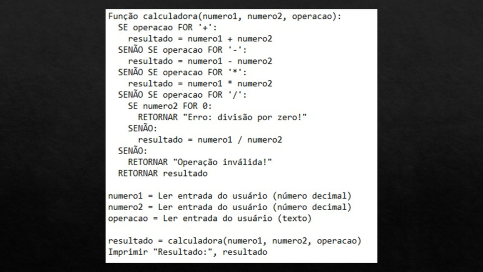 Função calculadora(numero1, numero2, operacao):
  SE operacao FOR '+':
    resultado = numero1 + numero2
  SENÃO SE operacao FOR '-':
    resultado = numero1 - numero2
  SENÃO SE operacao FOR '*':
    resultado = numero1 * numero2
  SENÃO SE operacao FOR '/':
    SE numero2 FOR 0:
      RETORNAR "Erro: divisão por zero!"
    SENÃO:
      resultado = numero1 / numero2
  SENÃO:
    RETORNAR "Operação inválida!"
  RETORNAR resultado

numero1 = Ler entrada do usuário (número decimal)
numero2 = Ler entrada do usuário (número decimal)
operacao = Ler entrada do usuário (texto)

resultado = calculadora(numero1, numero2, operacao)
Imprimir "Resultado:", resultado